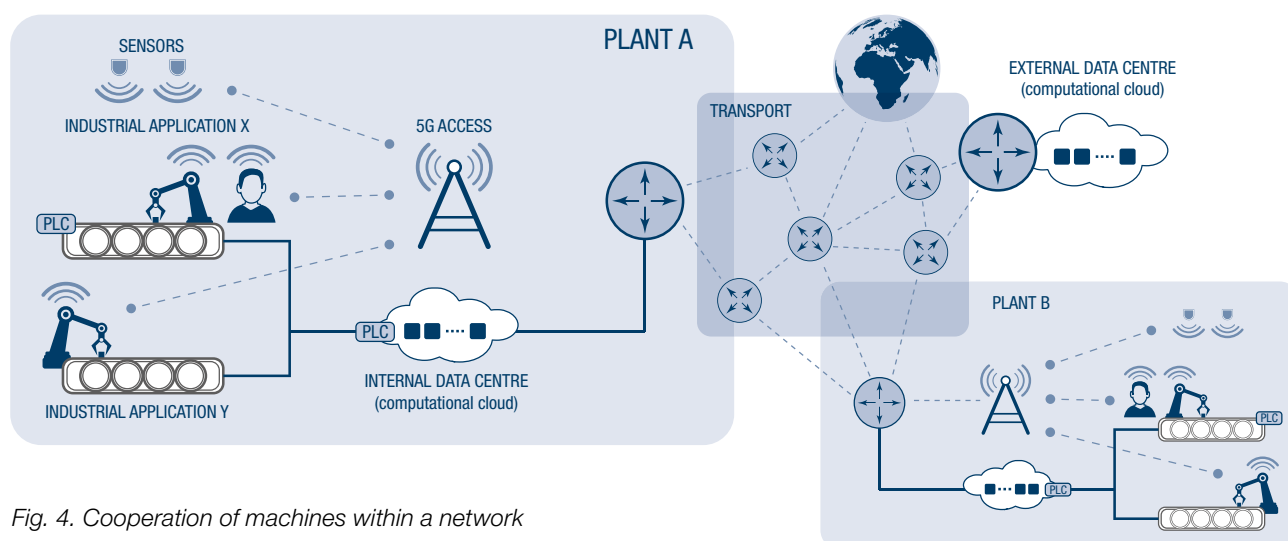 PLANT A
SENSORS
INDUSTRIAL APPLICATION X
5G ACCESS
PLC
PLC
INTERNAL DATA CENTRE
(computational cloud)
INDUSTRIAL APPLICATION Y
TRANSPORT
EXTERNAL DATA CENTRE
(computational cloud)
PLANT B
PLC
PLC
Fig. 4. Cooperation of machines within a network